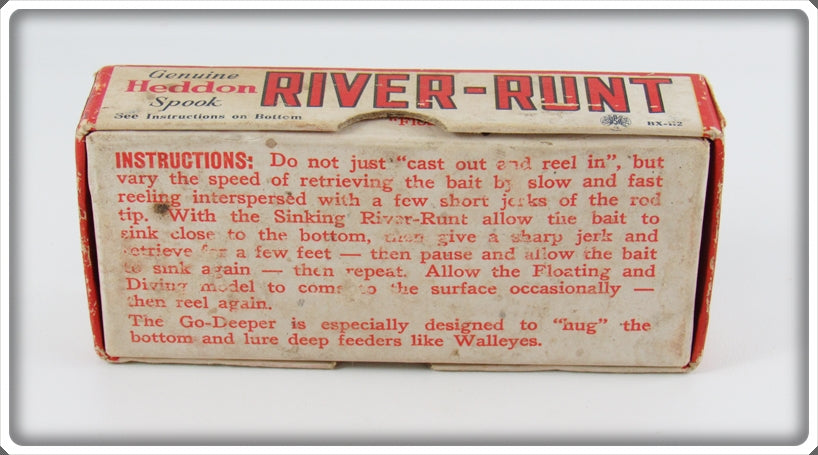 Genuine
Heddon
Spook
RIVER-RUNT
See Instructions on Bottom
"Flo
INSTRUCTIONS: Do not just "cast out and reel in", but
vary the speed of retrieving the bait by slow and fast
reeling interspersed with a few short jerks of the rod
tip. With the Sinking River-Runt allow the bait to
sink close to the bottom, then give a sharp jerk and
retrieve for a few feet — then pause and allow the bait
to sink again — then repeat. Allow the Floating and
Diving model to come to the surface occasionally —
then reel again.
The Go-Deeper is especially designed to "hug" the
bottom and lure deep feeders like Walleyes.